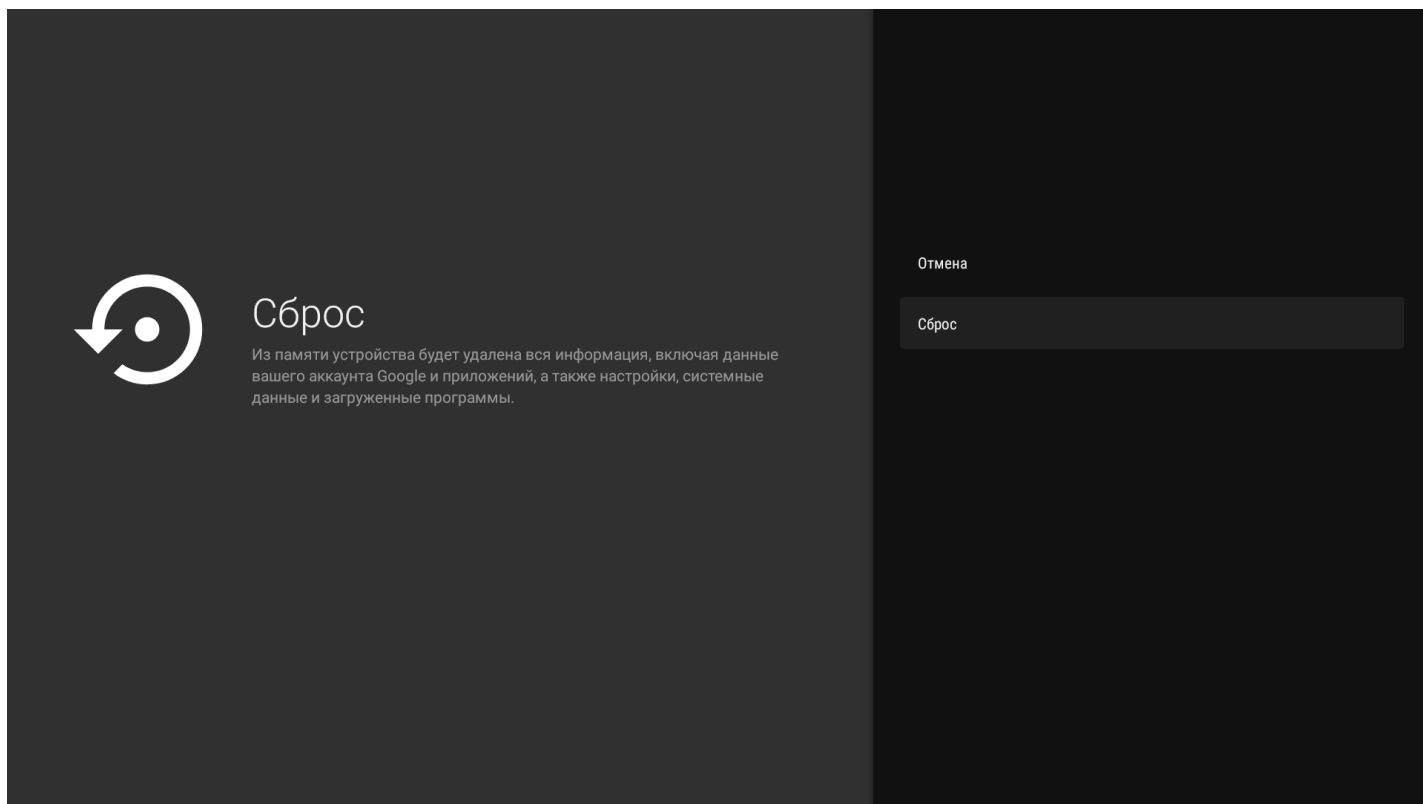 Сброс
Из памяти устройства будет удалена вся информация, включая данные
вашего аккаунта Google и приложений, а также настройки, системные
данные и загруженные программы.
Отмена
Сброс